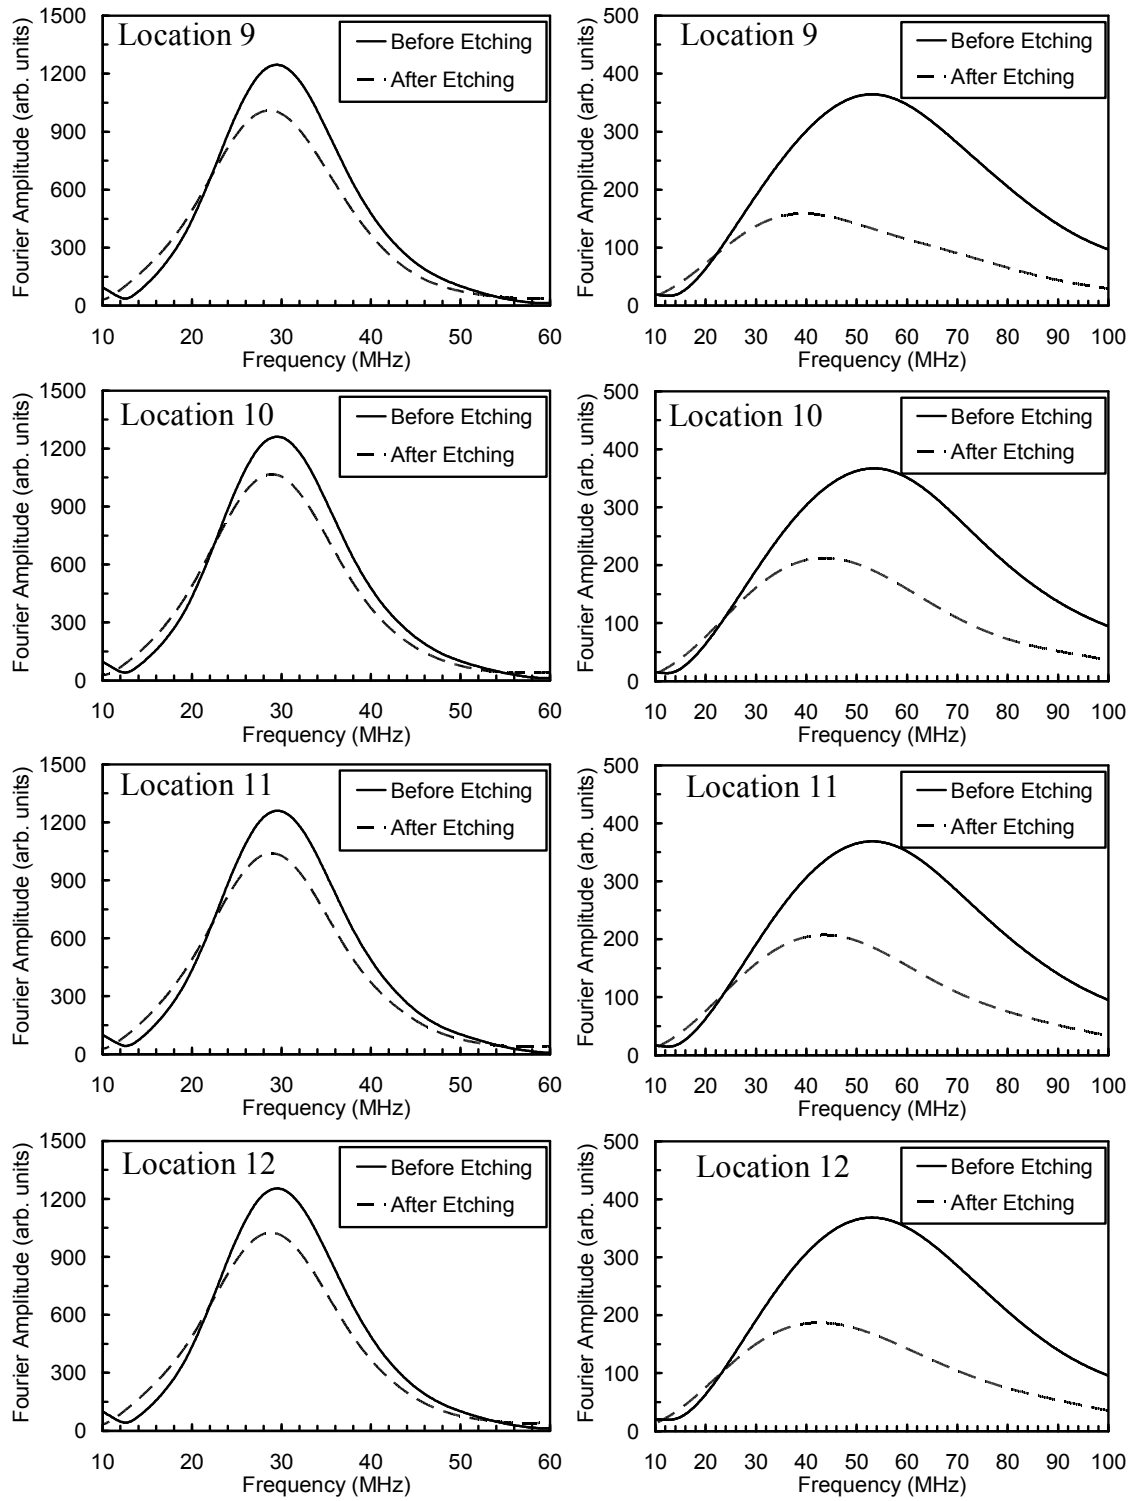 Location 9
Before Etching
After Etching
Fourier Amplitude (arb. units)
1500
1200
900
600
300
0
10 20 30 40 50 60
Frequency (MHz)
Location 9
Before Etching
After Etching
Fourier Amplitude (arb. units)
500
400
300
200
100
0
10 20 30 40 50 60 70 80 90 100
Frequency (MHz)
Location 10
Before Etching
After Etching
Fourier Amplitude (arb. units)
1500
1200
900
600
300
0
10 20 30 40 50 60
Frequency (MHz)
Location 10
Before Etching
After Etching
Fourier Amplitude (arb. units)
500
400
300
200
100
0
10 20 30 40 50 60 70 80 90 100
Frequency (MHz)
Location 11
Before Etching
After Etching
Fourier Amplitude (arb. units)
1500
1200
900
600
300
0
10 20 30 40 50 60
Frequency (MHz)
Location 11
Before Etching
After Etching
Fourier Amplitude (arb. units)
500
400
300
200
100
0
10 20 30 40 50 60 70 80 90 100
Frequency (MHz)
Location 12
Before Etching
After Etching
Fourier Amplitude (arb. units)
1500
1200
900
600
300
0
10 20 30 40 50 60
Frequency (MHz)
Location 12
Before Etching
After Etching
Fourier Amplitude (arb. units)
500
400
300
200
100
0
10 20 30 40 50 60 70 80 90 100
Frequency (MHz)